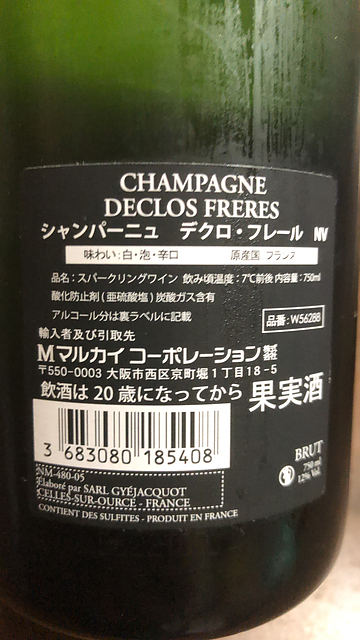 CHAMPAGNE
DECLOS FRERES
シャンパーニュ デクロ・フレール NV
味わい:白・泡・辛口 原産国 フランス
品名:スパークリングワイン 飲み頃温度:7℃前後 内容量:750ml
酸化防止剤(亜硫酸塩)炭酸ガス含有
アルコール分は裏ラベルに記載
品番:W56288
輸入者及び引取先
Mマルカイ コーポレーション株式会社
〒550-0003 大阪市西区京町堀1丁目18-5
飲酒は20歳になってから 果実酒
3 683080 185408
NM-480-05
Elaboré par SARL GYÉJACQUOT
CELLES-SUR-OURCE - FRANCE
CONTIENT DES SULFITES - PRODUIT EN FRANCE
BRUT
750 ml
12% Vol.